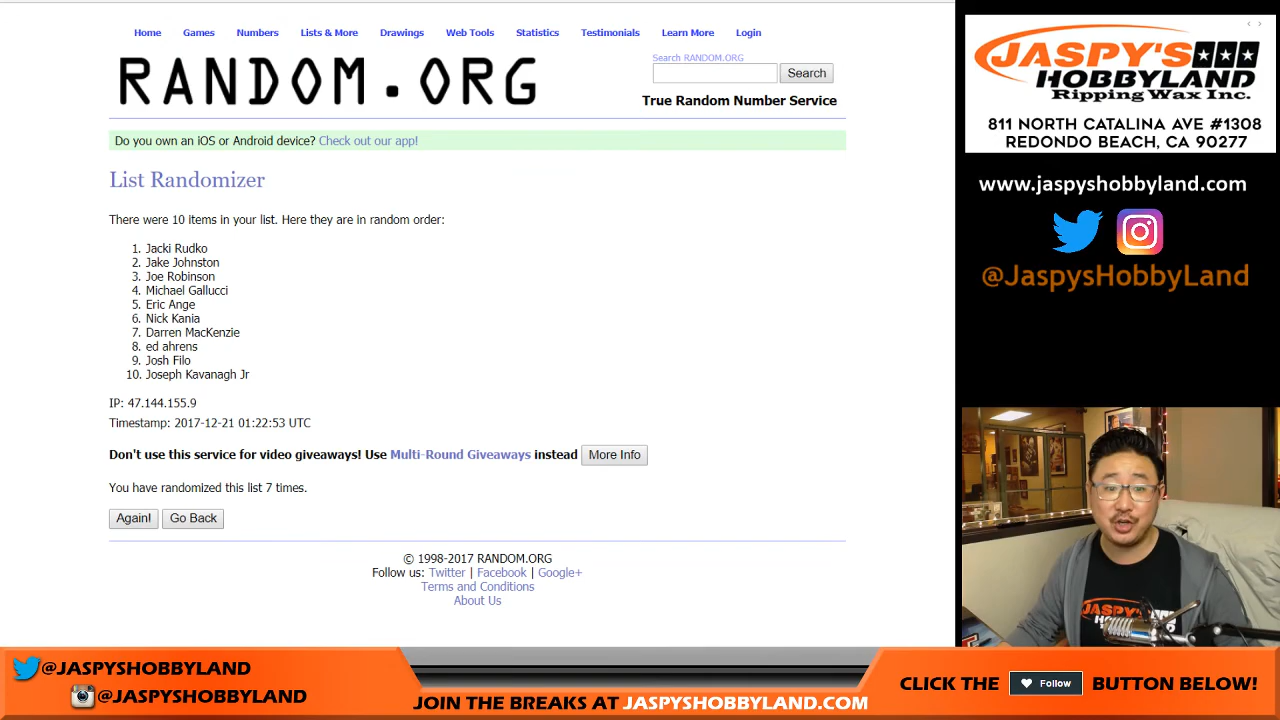 Home Games Numbers Lists & More Drawings Web Tools Statistics Testimonials Learn More Login
RANDOM.ORG
Search RANDOM.ORG
Search
True Random Number Service
Do you own an iOS or Android device? Check out our app!
List Randomizer
There were 10 items in your list. Here they are in random order:
1. Jacki Rudko
2. Jake Johnston
3. Joe Robinson
4. Michael Gallucci
5. Eric Ange
6. Nick Kania
7. Darren MacKenzie
8. ed ahrens
9. Josh Filo
10. Joseph Kavanagh Jr
IP: 47.144.155.9
Timestamp: 2017-12-21 01:22:53 UTC
Don't use this service for video giveaways! Use Multi-Round Giveaways instead More Info
You have randomized this list 7 times.
Again! Go Back
© 1998-2017 RANDOM.ORG
Follow us: Twitter | Facebook | Google+
Terms and Conditions
About Us
JASPY'S
HOBBYLAND
Ripping Wax Inc.
811 NORTH CATALINA AVE #1308
REDONDO BEACH, CA 90277
www.jaspyshobbyland.com
@JaspysHobbyLand
JASPY'S
HOBBYLAND
@JASPYSHOBBYLAND
@JASPYSHOBBYLAND
JOIN THE BREAKS AT JASPYSHOBBYLAND.COM
CLICK THE Follow BUTTON BELOW!